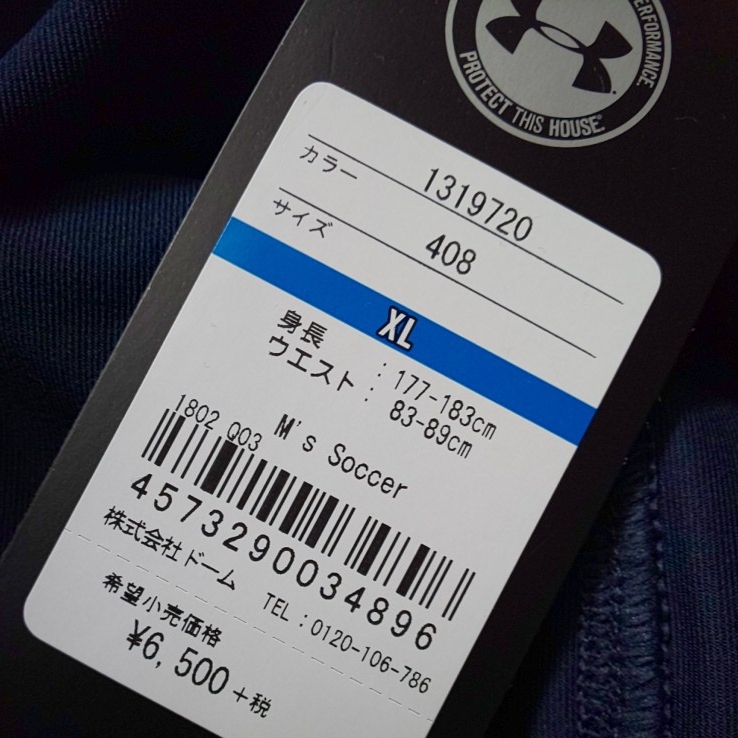 PERFORMANCE
PROTECT THIS HOUSE
1319720
カラー
408
サイズ
XL
身長 : 177-183cm
ウエスト : 83-89cm
M's Soccer
1802 Q03
4573290034896
株式会社ドーム
TEL:0120-106-786
希望小売価格
¥6,500+税